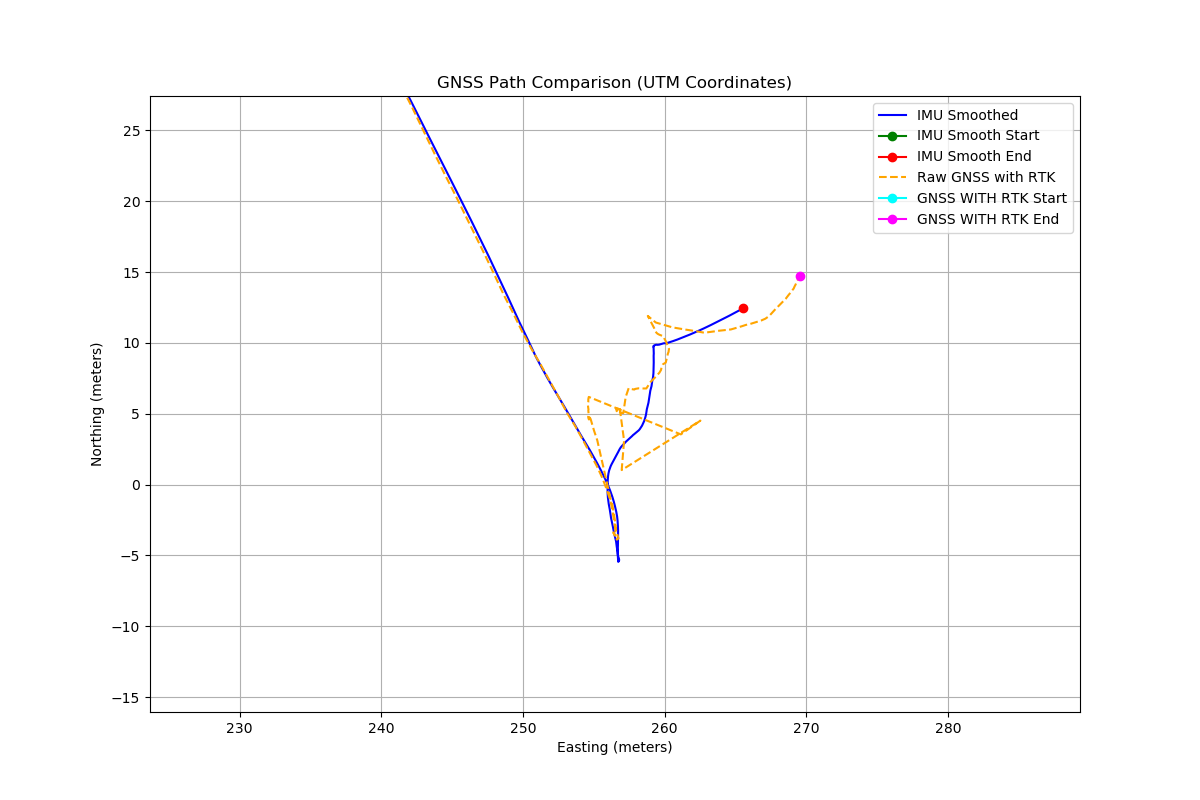 GNSS Path Comparison (UTM Coordinates)
IMU Smoothed
IMU Smooth Start
IMU Smooth End
Raw GNSS with RTK
GNSS WITH RTK Start
GNSS WITH RTK End
25
20
15
10
5
0
−5
−10
−15
Northing (meters)
230
240
250
260
270
280
Easting (meters)